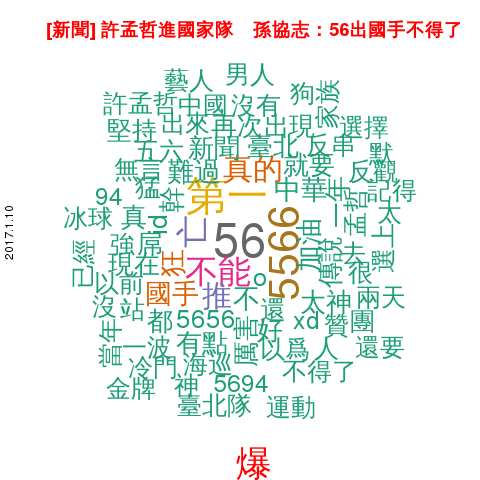 [新聞] 許孟哲進國家隊 孫協志：56出國手不得了
藝人 男人
許孟哲 中國 沒有 狗 家族
堅持 出來 再次 出現 選擇
五六 新聞 臺北 反串 默
無言 難過 真的 就要 反觀
94 猛 幹 第一 中華 一年 孟哲 記得
冰球 真 id 亡 56 5566 加油 太
已經 強屌 傳說 去 選上
現在 狂 不能 o 很
以前 國手 推 不 還 太神 兩天
沒 站 都 5656 厲害 好 xd 贊團
當年 一波 有點 以爲 人 還要
冷門 海巡 不得了
金牌 神 5694
臺北隊 運動
爆
2017.1.10